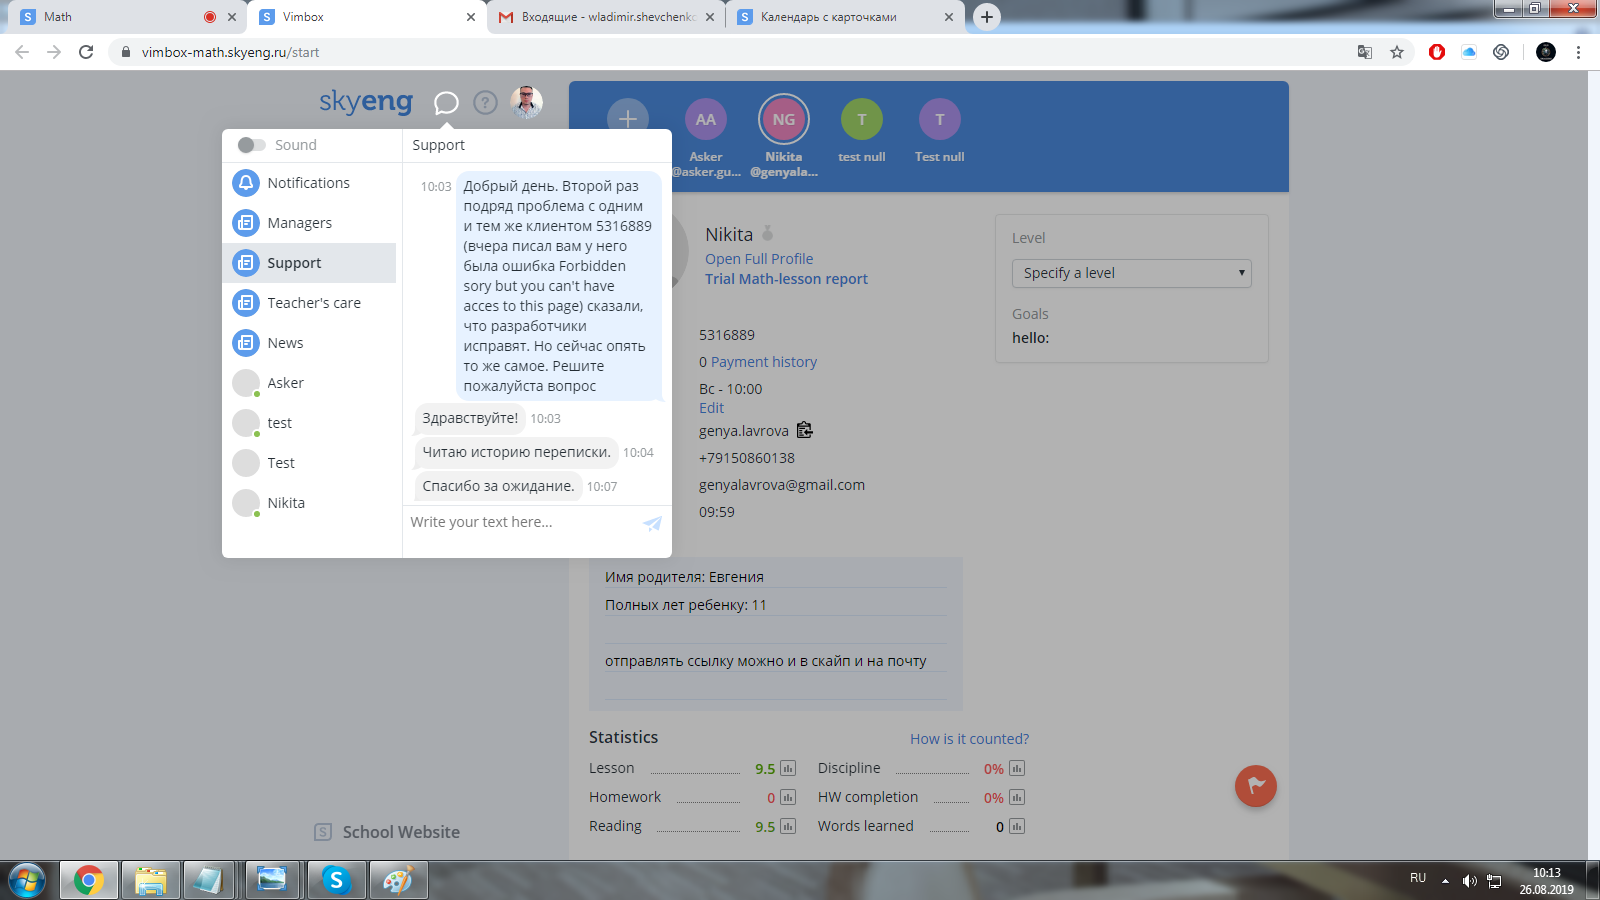 Math
Vimbox
Входящие - wladimir.shevchenko
Календарь с карточками
vimbox-math.skyeng.ru/start
skyeng
?
AA
NG
T
T
Asker
@asker.gu...
Nikita
@genyala...
test null
Test null
Sound
Notifications
Managers
Support
Teacher's care
News
Asker
test
Test
Nikita
Support
10:03
Добрый день. Второй раз
подряд проблема с одним
и тем же клиентом 5316889
(вчера писал вам у него
была ошибка Forbidden
sory but you can't have
acces to this page) сказали,
что разработчики
исправят. Но сейчас опять
то же самое. Решите
пожалуйста вопрос
Здравствуйте! 10:03
Читаю историю переписки. 10:04
Спасибо за ожидание. 10:07
Write your text here...
Nikita
Open Full Profile
Trial Math-lesson report
5316889
0 Payment history
Вс - 10:00
Edit
genya.lavrova
+79150860138
genyalavrova@gmail.com
09:59
Level
Specify a level
Goals
hello:
Имя родителя: Евгения
Полных лет ребенку: 11
отправлять ссылку можно и в скайп и на почту
Statistics
How is it counted?
Lesson 9.5
Discipline 0%
Homework 0
HW completion 0%
Reading 9.5
Words learned 0
S School Website
RU
10:13
26.08.2019